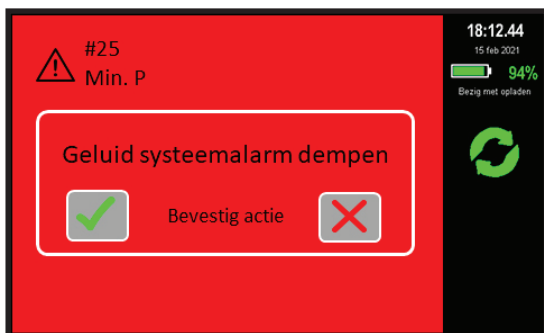 #25
Min. P
Geluid systeemalarm dempen
Bevestig actie
18:12.44
15 feb 2021
94%
Bezig met opladen